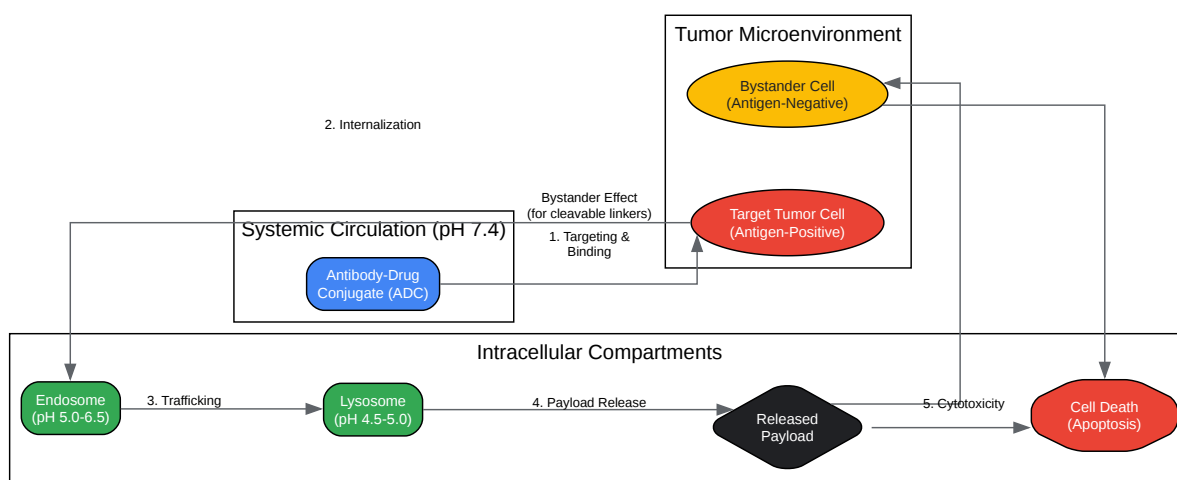 Tumor Microenvironment
Bystander Cell
(Antigen-Negative)
2. Internalization
Bystander Effect
(for cleavable linkers)
Target Tumor Cell
(Antigen-Positive)
Systemic Circulation (pH 7.4)
1. Targeting &
Binding
Antibody-Drug
Conjugate (ADC)
Intracellular Compartments
Endosome
(pH 5.0-6.5)
3. Trafficking
Lysosome
(pH 4.5-5.0)
4. Payload Release
Released
Payload
5. Cytotoxicity
Cell Death
(Apoptosis)